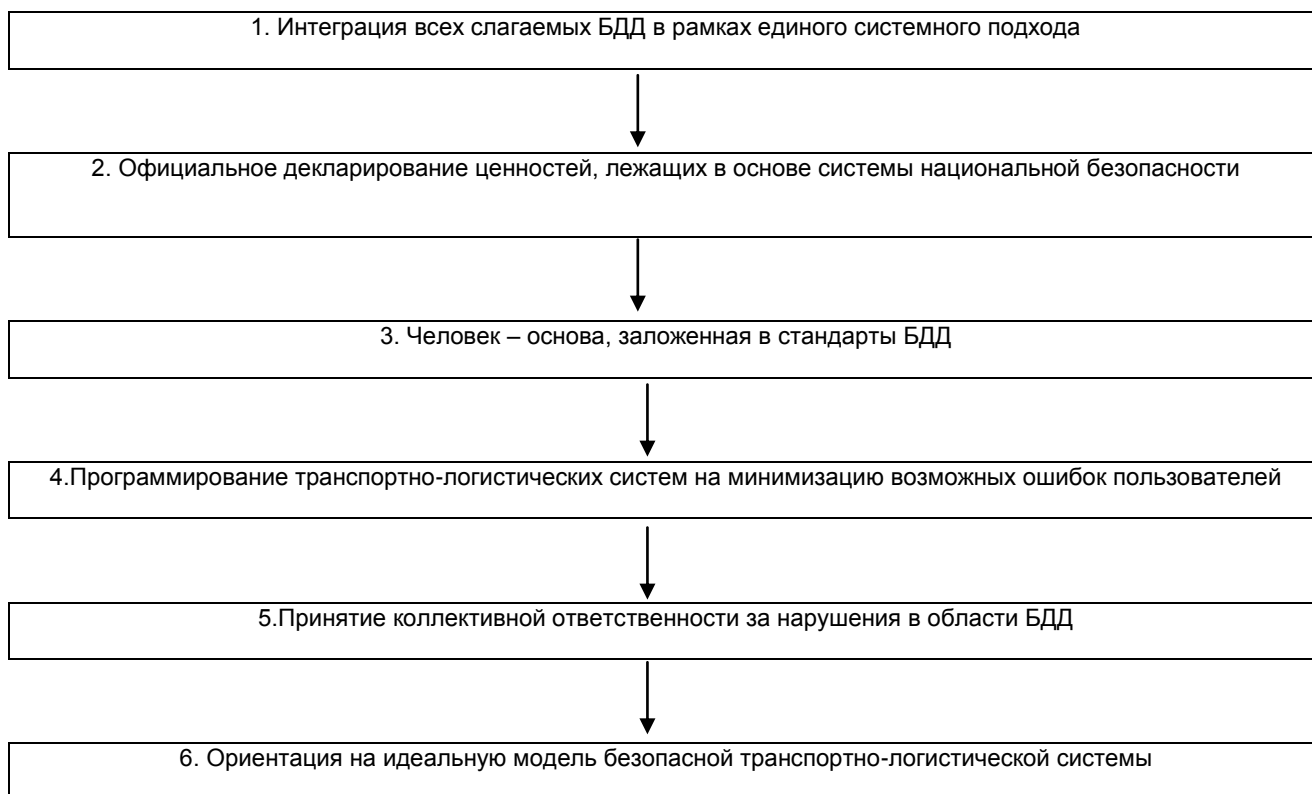 1. Интеграция всех слагаемых БДД в рамках единого системного подхода
2. Официальное декларирование ценностей, лежащих в основе системы национальной безопасности
3. Человек – основа, заложенная в стандарты БДД
4.Программирование транспортно-логистических систем на минимизацию возможных ошибок пользователей
5.Принятие коллективной ответственности за нарушения в области БДД
6. Ориентация на идеальную модель безопасной транспортно-логистической системы